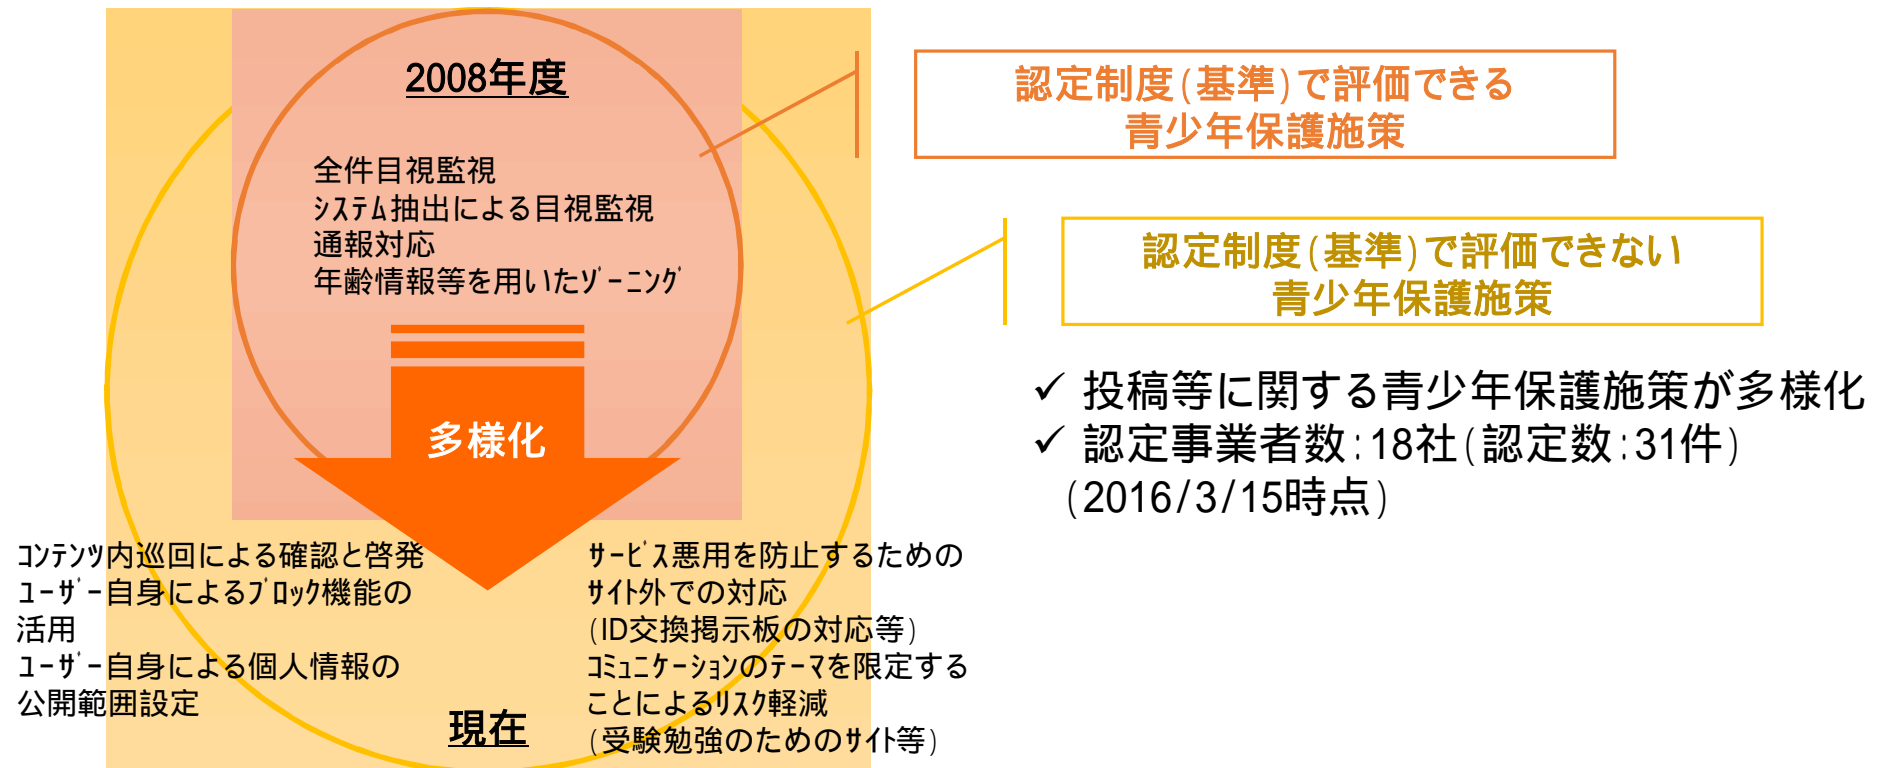 2008年度
全件目視監視
ｼｽﾃﾑ抽出による目視監視
通報対応
年齢情報等を用いたｿﾞｰﾆﾝｸﾞ
多様化
ｺﾝﾃﾝﾂ内巡回による確認と啓発
ﾕｰｻﾞｰ自身によるﾌﾞﾛｯｸ機能の
活用
ﾕｰｻﾞｰ自身による個人情報の
公開範囲設定
現在
ｻｰﾋﾞｽ悪用を防止するための
ｻｲﾄ外での対応
(ID交換掲示板の対応等)
ｺﾐｭﾆｹｰｼｮﾝのﾃｰﾏを限定する
ことによるﾘｽｸ軽減
(受験勉強のためのｻｲﾄ等)
認定制度(基準)で評価できる
青少年保護施策
認定制度(基準)で評価できない
青少年保護施策
✓ 投稿等に関する青少年保護施策が多様化
✓ 認定事業者数:18社(認定数:31件)
(2016/3/15時点)